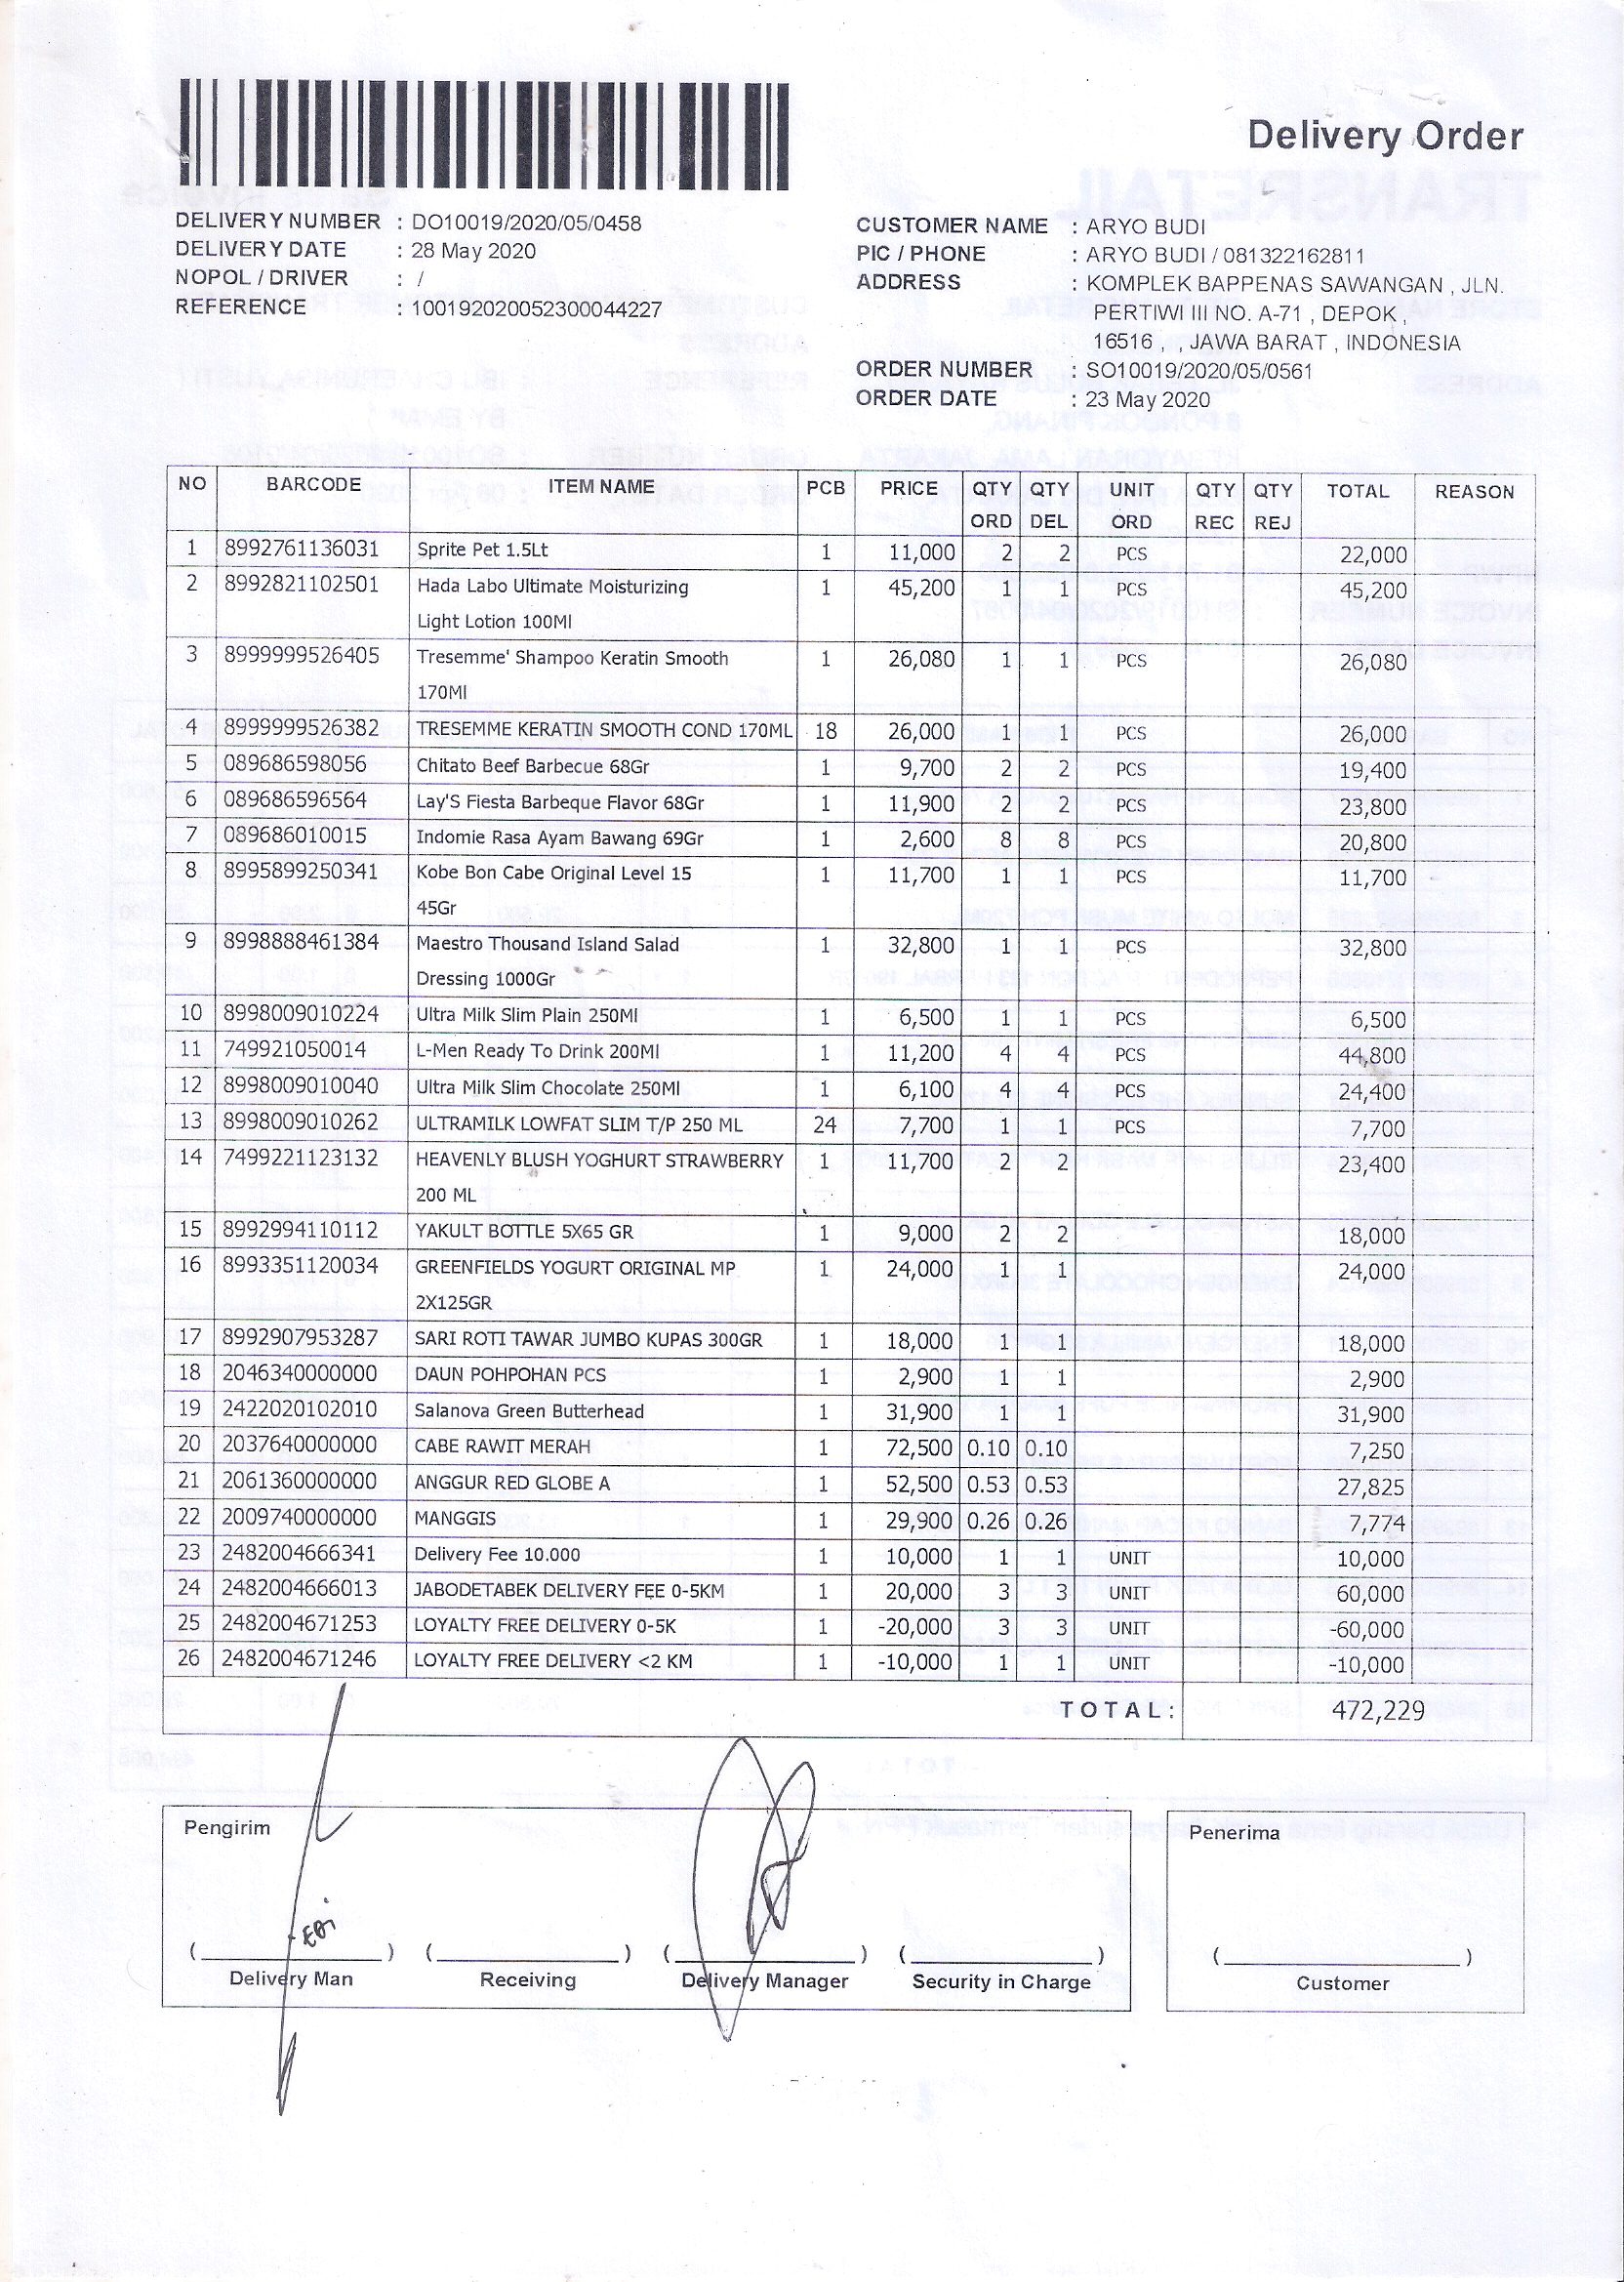 Delivery Order
DELIVERY NUMBER : DO10019/2020/05/0458
DELIVERY DATE : 28 May 2020
NOPOL / DRIVER : /
REFERENCE : 100192020052300044227
CUSTOMER NAME : ARYO BUDI
PIC / PHONE : ARYO BUDI / 081322162811
ADDRESS : KOMPLEK BAPPENAS SAWANGAN , JLN.
PERTIWI III NO. A-71 , DEPOK ,
16516 , , JAWA BARAT , INDONESIA
ORDER NUMBER : SO10019/2020/05/0561
ORDER DATE : 23 May 2020
NO BARCODE ITEM NAME PCB PRICE QTY QTY UNIT QTY QTY TOTAL REASON
ORD DEL ORD REC REJ
1 8992761136031 Sprite Pet 1.5Lt 1 11,000 2 2 PCS 22,000
2 8992821102501 Hada Labo Ultimate Moisturizing 1 45,200 1 1 PCS 45,200
Light Lotion 100Ml
3 8999999526405 Tresemme' Shampoo Keratin Smooth 1 26,080 1 1 PCS 26,080
170Ml
4 8999999526382 TRESEMME KERATIN SMOOTH COND 170ML 18 26,000 1 1 PCS 26,000
5 089686598056 Chitato Beef Barbecue 68Gr 1 9,700 2 2 PCS 19,400
6 089686596564 Lay'S Fiesta Barbeque Flavor 68Gr 1 11,900 2 2 PCS 23,800
7 089686010015 Indomie Rasa Ayam Bawang 69Gr 1 2,600 8 8 PCS 20,800
8 8995899250341 Kobe Bon Cabe Original Level 15 1 11,700 1 1 PCS 11,700
45Gr
9 8998888461384 Maestro Thousand Island Salad 1 32,800 1 1 PCS 32,800
Dressing 1000Gr
10 8998009010224 Ultra Milk Slim Plain 250Ml 1 6,500 1 1 PCS 6,500
11 749921050014 L-Men Ready To Drink 200Ml 1 11,200 4 4 PCS 44,800
12 8998009010040 Ultra Milk Slim Chocolate 250Ml 1 6,100 4 4 PCS 24,400
13 8998009010262 ULTRAMILK LOWFAT SLIM T/P 250 ML 24 7,700 1 1 PCS 7,700
14 7499221123132 HEAVENLY BLUSH YOGHURT STRAWBERRY 1 11,700 2 2 23,400
200 ML
15 8992994110112 YAKULT BOTTLE 5X65 GR 1 9,000 2 2 18,000
16 8993351120034 GREENFIELDS YOGURT ORIGINAL MP 1 24,000 1 1 24,000
2X125GR
17 8992907953287 SARI ROTI TAWAR JUMBO KUPAS 300GR 1 18,000 1 1 18,000
18 2046340000000 DAUN POHPOHAN PCS 1 2,900 1 1 2,900
19 2422020102010 Salanova Green Butterhead 1 31,900 1 1 31,900
20 2037640000000 CABE RAWIT MERAH 1 72,500 0.10 0.10 7,250
21 2061360000000 ANGGUR RED GLOBE A 1 52,500 0.53 0.53 27,825
22 2009740000000 MANGGIS 1 29,900 0.26 0.26 7,774
23 2482004666341 Delivery Fee 10.000 1 10,000 1 1 UNIT 10,000
24 2482004666013 JABODETABEK DELIVERY FEE 0-5KM 1 20,000 3 3 UNIT 60,000
25 2482004671253 LOYALTY FREE DELIVERY 0-5K 1 -20,000 3 3 UNIT -60,000
26 2482004671246 LOYALTY FREE DELIVERY <2 KM 1 -10,000 1 1 UNIT -10,000
TOTAL: 472,229
Pengirim
Penerima
( ) ( ) ( ) ( ) ( )
Delivery Man Receiving Delivery Manager Security in Charge Customer